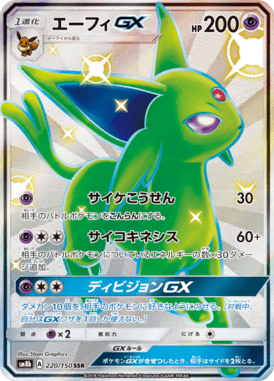 1進化
エーフィGX
HP200
イーブイから進化
サイケこうせん 30
相手のバトルポケモンをこんらんにする。
サイコキネシス 60+
相手のバトルポケモンについているエネルギーの数×30ダメージ追加。
ディビジョンGX
ダメカン10個を、相手のポケモンに好きなようにのせる。[対戦中、自分はGXワザを1回しか使えない。]
弱点 ×2 抵抗力 にげる
Illus. 5ban Graphics
SM8b
220/150 SSR
GXルール
ポケモンGXがきぜつしたとき、相手はサイドを2枚とる。